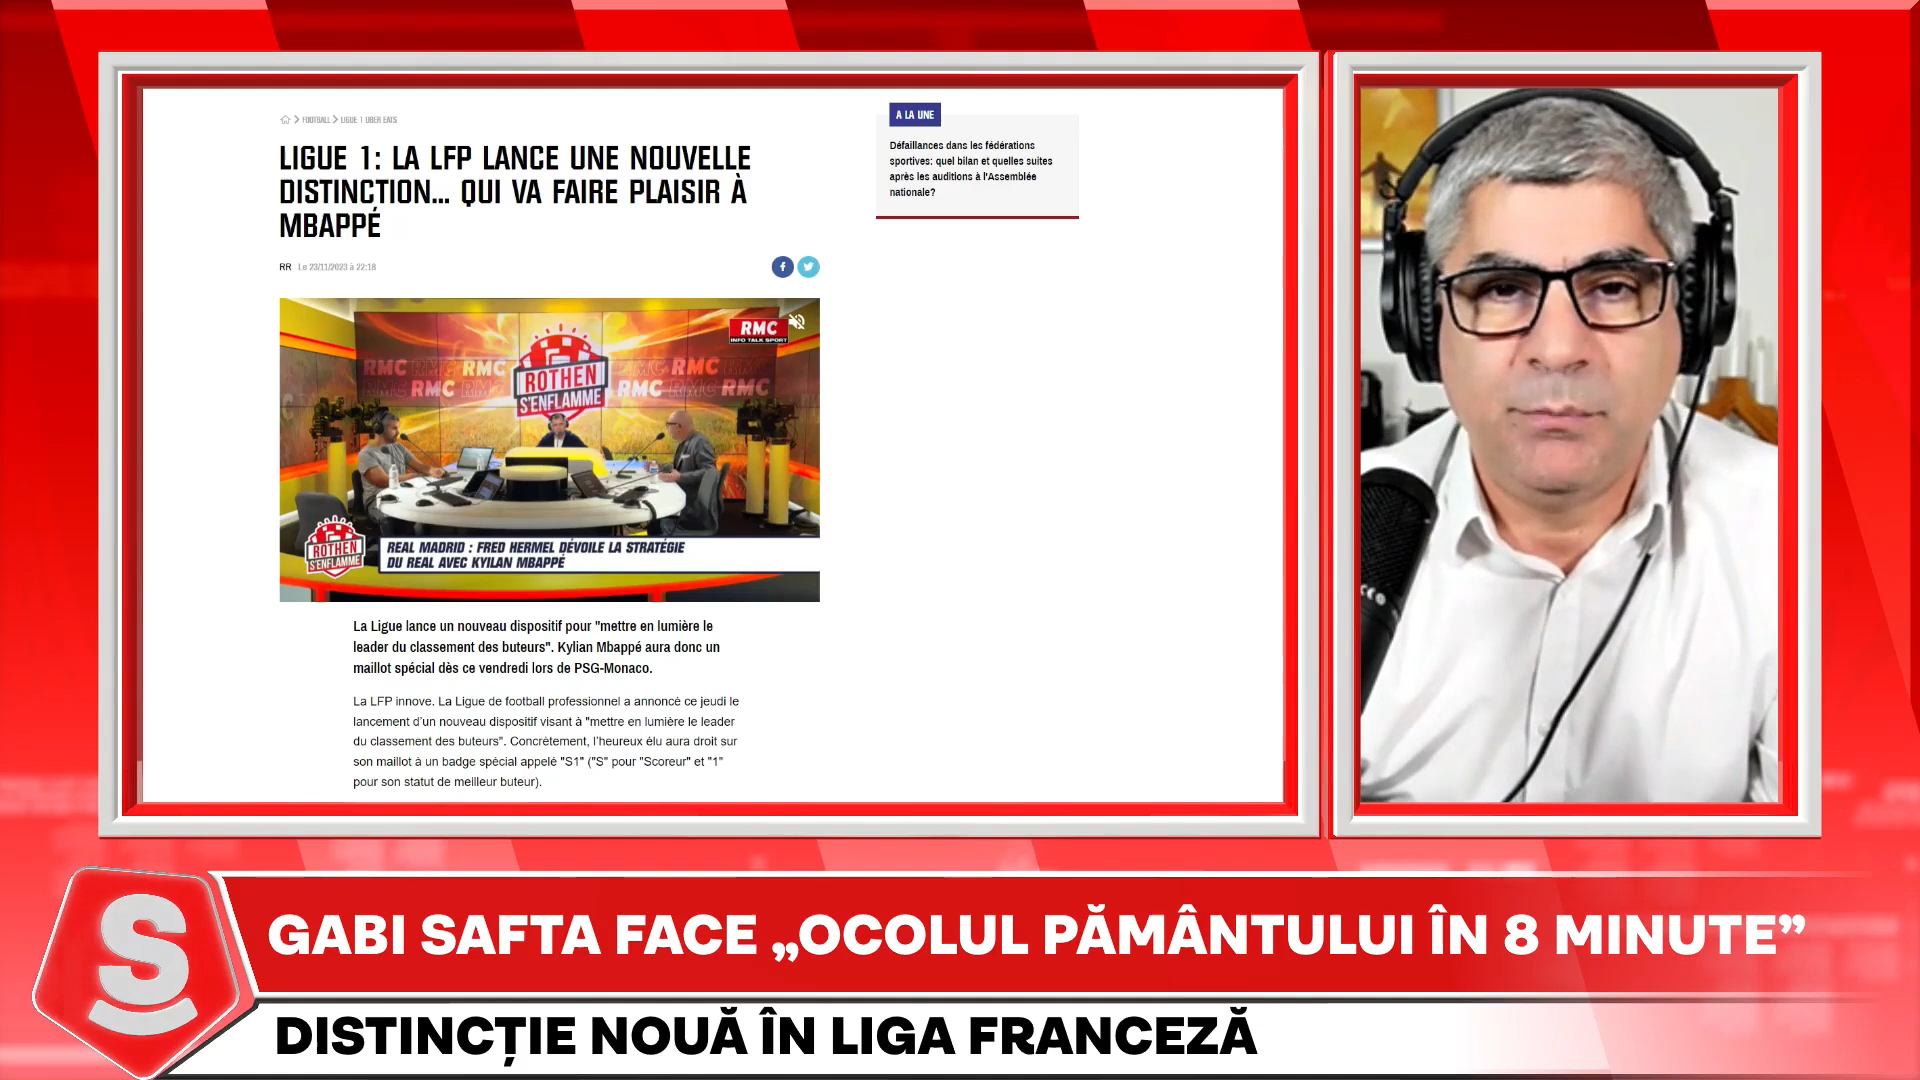 FOOTBALL > LIGUE 1 UBER EATS
LIGUE 1: LA LFP LANCE UNE NOUVELLE
DISTINCTION... QUI VA FAIRE PLAISIR À
MBAPPÉ
RR Le 23/11/2023 à 22:18
A LA UNE
Défaillances dans les fédérations
sportives: quel bilan et quelles suites
après les auditions à l'Assemblée
nationale?
RMC
INFO TALK SPORT
RMC RMC RMC RMC
RMC RMC RMC
ROTHEN
S'ENFLAMME
ROTHEN
S'ENFLAMME
REAL MADRID : FRED HERMEL DÉVOILE LA STRATÉGIE
DU REAL AVEC KYILAN MBAPPÉ
La Ligue lance un nouveau dispositif pour "mettre en lumière le
leader du classement des buteurs". Kylian Mbappé aura donc un
maillot spécial dès ce vendredi lors de PSG-Monaco.
La LFP innove. La Ligue de football professionnel a annoncé ce jeudi le
lancement d'un nouveau dispositif visant à "mettre en lumière le leader
du classement des buteurs". Concrètement, l'heureux élu aura droit sur
son maillot à un badge spécial appelé "S1" ("S" pour "Scoreur" et "1"
pour son statut de meilleur buteur).
S
GABI SAFTA FACE „OCOLUL PĂMÂNTULUI ÎN 8 MINUTE”
DISTINCȚIE NOUĂ ÎN LIGA FRANCEZĂ